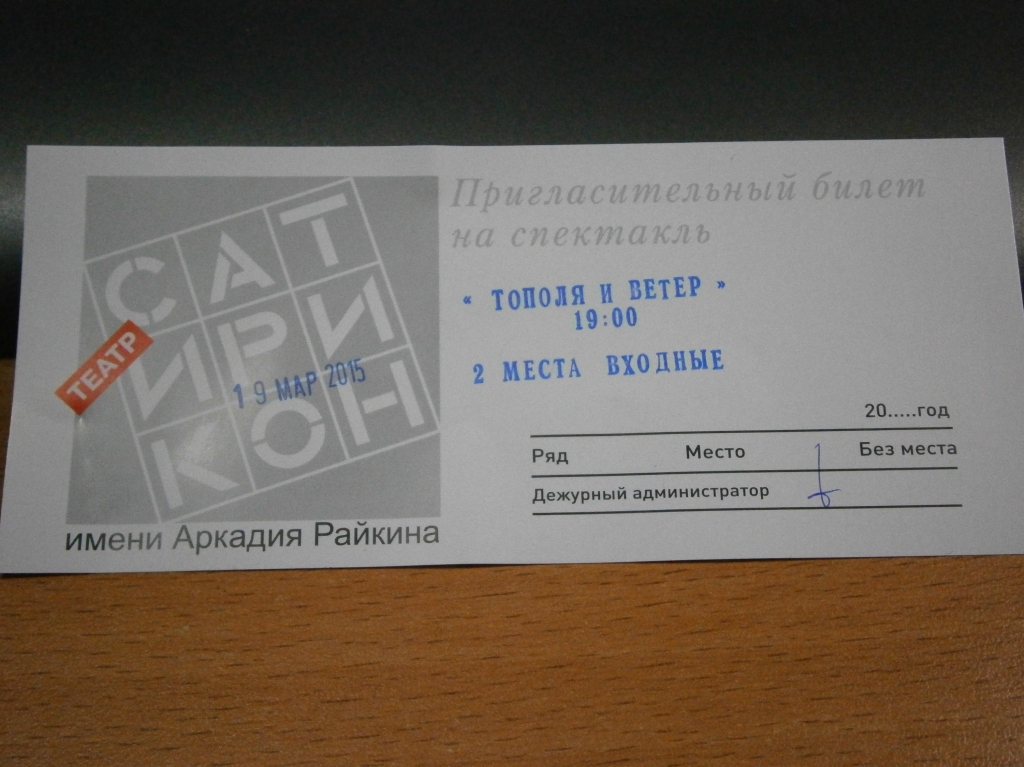 САТ
ИРИ
КОН
ТЕАТР
19 МАР 2015
имени Аркадия Райкина
Пригласительный билет
на спектакль
« ТОПОЛЯ И ВЕТЕР »
19:00
2 МЕСТА ВХОДНЫЕ
20.....год
Ряд Место Без места
Дежурный администратор